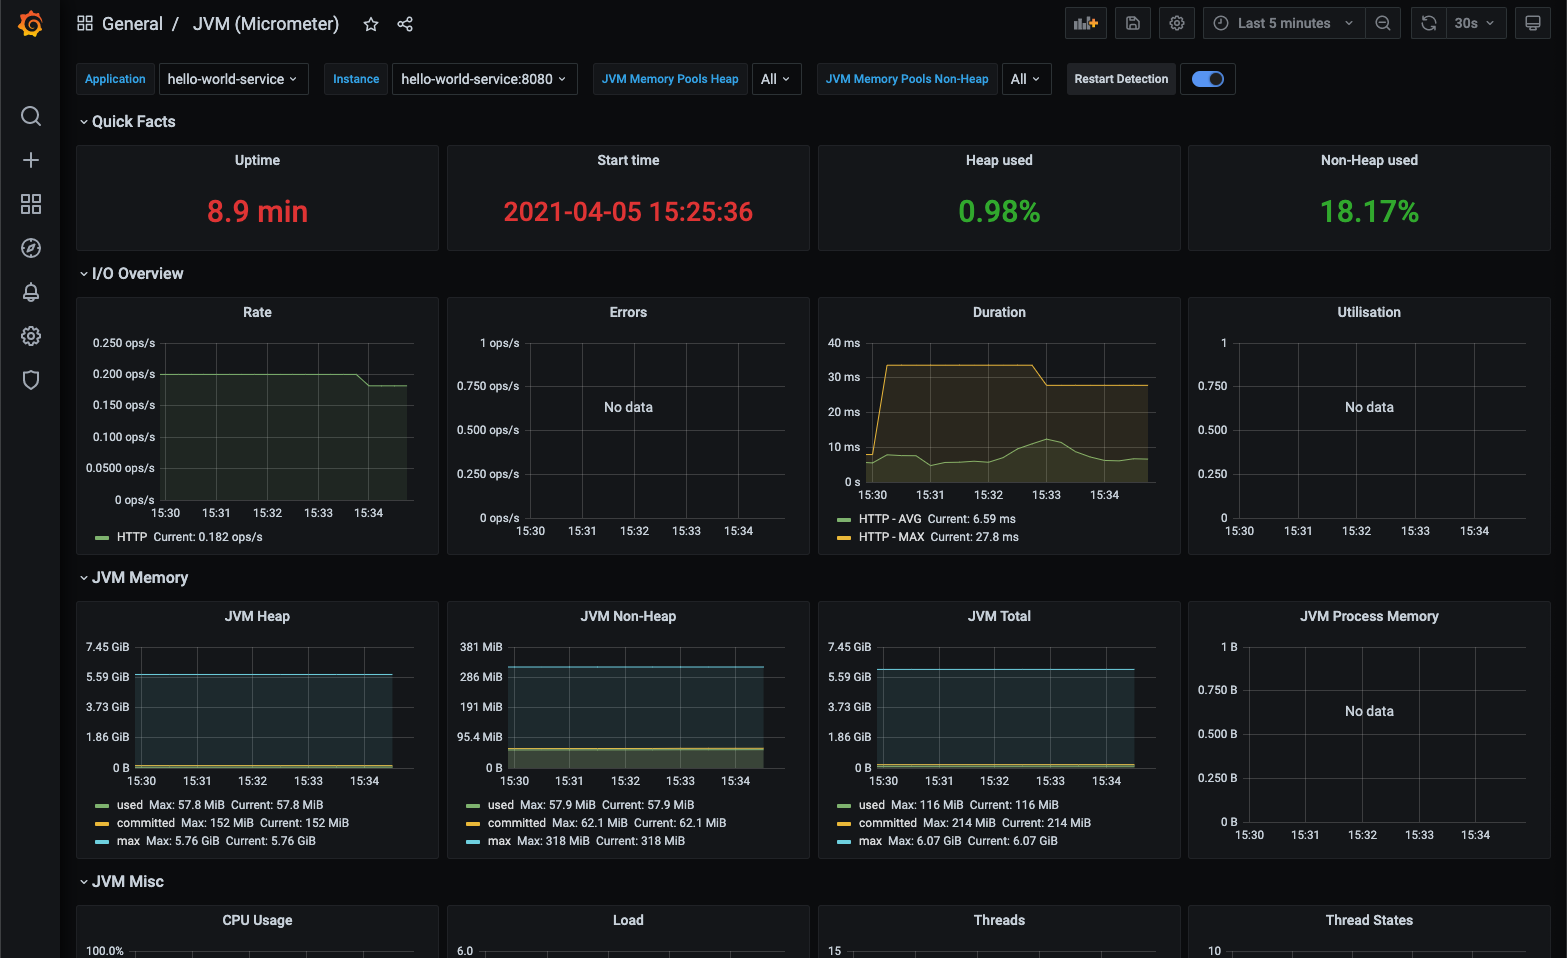 General / JVM (Micrometer)
Last 5 minutes
30s
Application hello-world-service Instance hello-world-service:8080 JVM Memory Pools Heap All JVM Memory Pools Non-Heap All Restart Detection
Quick Facts
Uptime
8.9 min
Start time
2021-04-05 15:25:36
Heap used
0.98%
Non-Heap used
18.17%
I/O Overview
Rate
0.250 ops/s
0.200 ops/s
0.150 ops/s
0.100 ops/s
0.0500 ops/s
0 ops/s
15:30 15:31 15:32 15:33 15:34
HTTP Current: 0.182 ops/s
Errors
1 ops/s
0.750 ops/s
No data
0.500 ops/s
0.250 ops/s
0 ops/s
15:30 15:31 15:32 15:33 15:34
Duration
40 ms
30 ms
20 ms
10 ms
0 s
15:30 15:31 15:32 15:33 15:34
HTTP - AVG Current: 6.59 ms
HTTP - MAX Current: 27.8 ms
Utilisation
1
0.750
No data
0.500
0.250
0
15:30 15:31 15:32 15:33 15:34
JVM Memory
JVM Heap
7.45 GiB
5.59 GiB
3.73 GiB
1.86 GiB
0 B
15:30 15:31 15:32 15:33 15:34
used Max: 57.8 MiB Current: 57.8 MiB
committed Max: 152 MiB Current: 152 MiB
max Max: 5.76 GiB Current: 5.76 GiB
JVM Non-Heap
381 MiB
286 MiB
191 MiB
95.4 MiB
0 B
15:30 15:31 15:32 15:33 15:34
used Max: 57.9 MiB Current: 57.9 MiB
committed Max: 62.1 MiB Current: 62.1 MiB
max Max: 318 MiB Current: 318 MiB
JVM Total
7.45 GiB
5.59 GiB
3.73 GiB
1.86 GiB
0 B
15:30 15:31 15:32 15:33 15:34
used Max: 116 MiB Current: 116 MiB
committed Max: 214 MiB Current: 214 MiB
max Max: 6.07 GiB Current: 6.07 GiB
JVM Process Memory
1 B
0.750 B
No data
0.500 B
0.250 B
0 B
15:30 15:31 15:32 15:33 15:34
JVM Misc
CPU Usage
100.0%
Load
6.0
Threads
15
Thread States
10